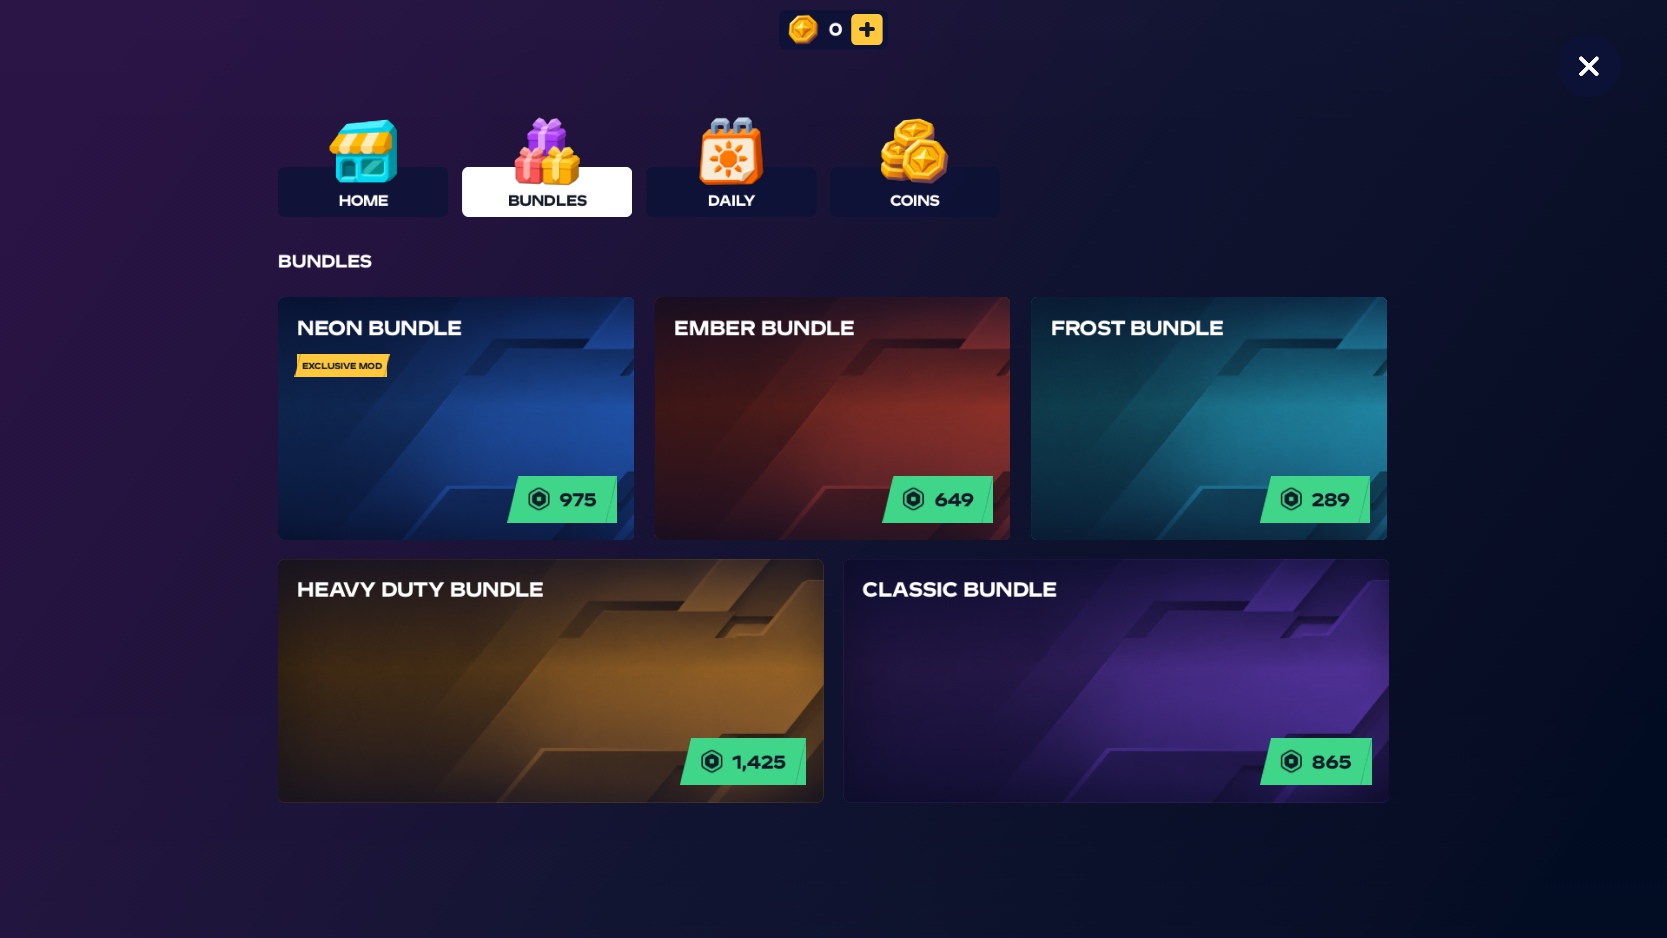 0
HOME
BUNDLES
DAILY
COINS
BUNDLES
NEON BUNDLE
EXCLUSIVE MOD
975
EMBER BUNDLE
649
FROST BUNDLE
289
HEAVY DUTY BUNDLE
1,425
CLASSIC BUNDLE
865